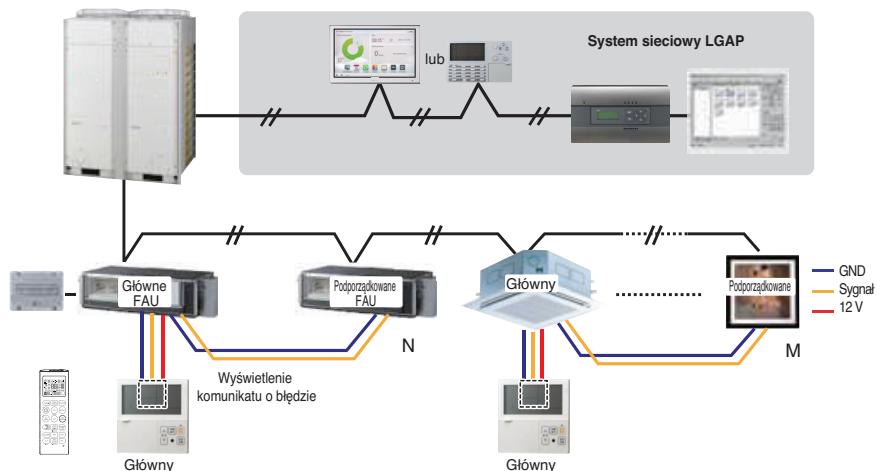 lub
System sieciowy LGAP
Główne
FAU
Podporządkowane
FAU
Główny
Podporządkowane
GND
Sygnał
12 V
N
M
Wyświetlenie
komunikatu o błędzie
Główny
Główny